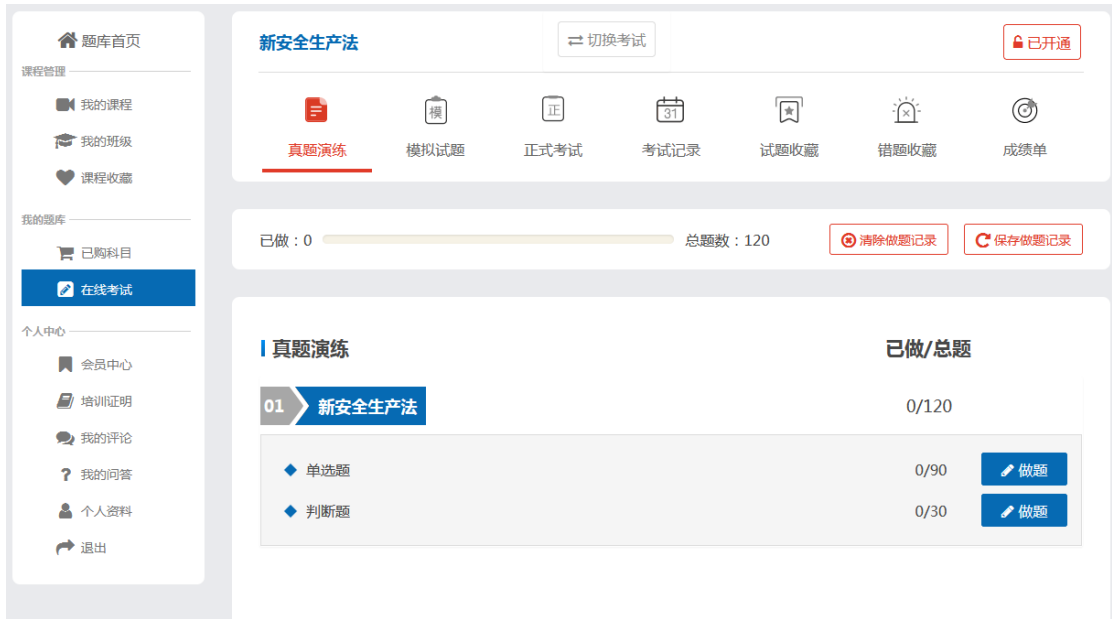 题库首页
课程管理
我的课程
我的班级
课程收藏
我的题库
已购科目
在线考试
个人中心
会员中心
培训证明
我的评论
? 我的问答
个人资料
退出
新安全生产法
切换考试
已开通
模 正 31
真题演练 模拟试题 正式考试 考试记录 试题收藏 错题收藏 成绩单
已做：0 总题数：120 清除做题记录 保存做题记录
真题演练 已做/总题
01 新安全生产法 0/120
单选题 0/90 做题
判断题 0/30 做题